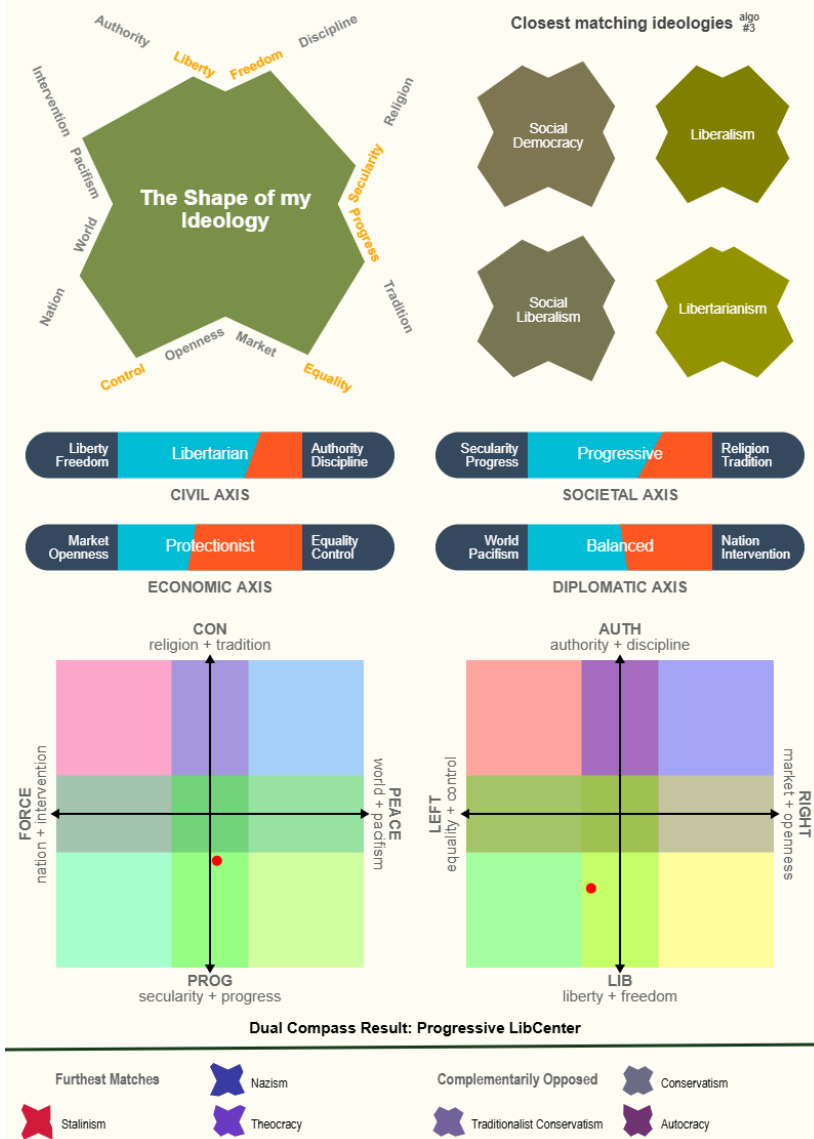 Closest matching ideologies algo #3
Authority
Liberty
Freedom
Discipline
Intervention
Pacifism
Religion
Secularity
World
Nation
Progress
Tradition
Control
Openness
Market
Equality
The Shape of my
Ideology
Social
Democracy
Liberalism
Social
Liberalism
Libertarianism
Liberty
Freedom
Libertarian
Authority
Discipline
CIVIL AXIS
Secularity
Progress
Progressive
Religion
Tradition
SOCIETAL AXIS
Market
Openness
Protectionist
Equality
Control
ECONOMIC AXIS
World
Pacifism
Balanced
Nation
Intervention
DIPLOMATIC AXIS
CON
religion + tradition
FORCE
nation + intervention
PEACE
world + pacifism
PROG
secularity + progress
AUTH
authority + discipline
LEFT
equality + control
RIGHT
market + openness
LIB
liberty + freedom
Dual Compass Result: Progressive LibCenter
Furthest Matches
Nazism
Stalinism
Theocracy
Complementarily Opposed
Conservatism
Traditionalist Conservatism
Autocracy